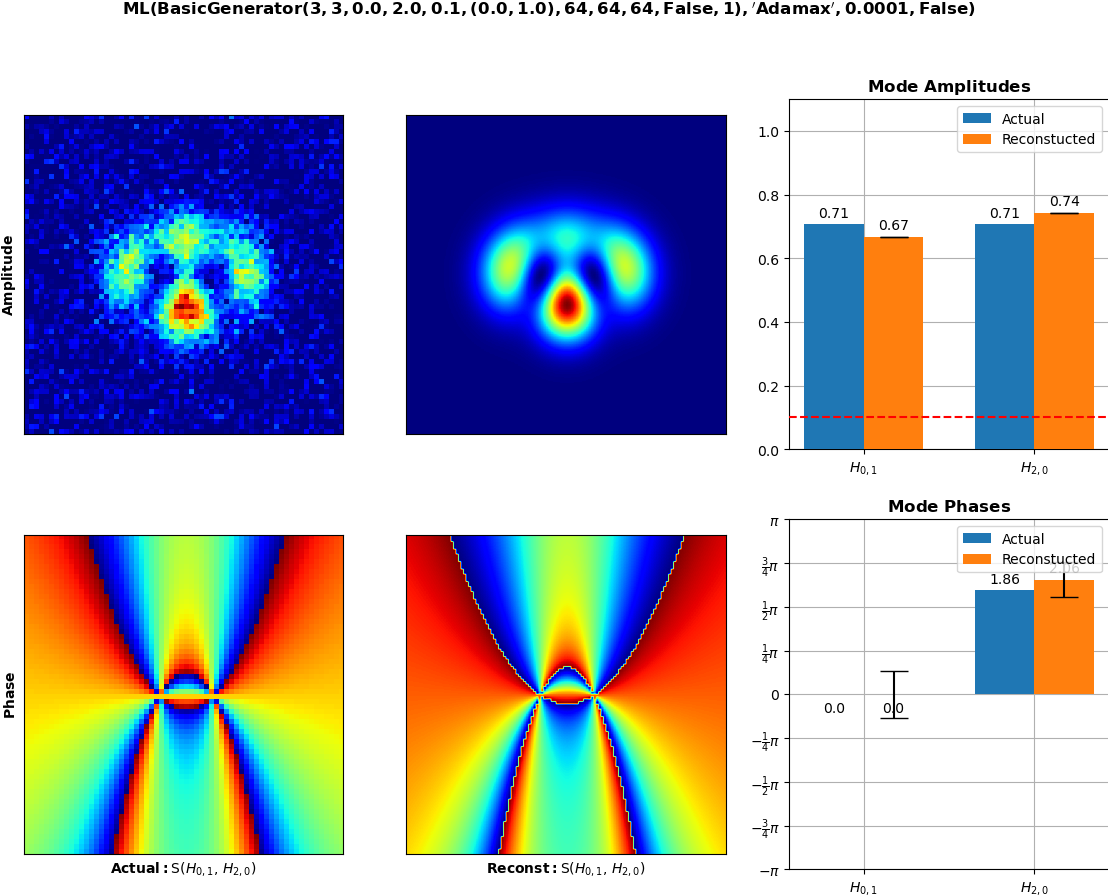 ML(BasicGenerator(3, 3, 0.0, 2.0, 0.1, (0.0, 1.0), 64, 64, 64, False, 1), ′Adamax′, 0.0001, False)
Amplitude
Mode Amplitudes
Actual
Reconstucted
1.0
0.8
0.6
0.4
0.2
0.0
0.71
0.67
0.71
0.74
H0, 1
H2, 0
Phase
Actual: S(H0, 1, H2, 0)
Reconst: S(H0, 1, H2, 0)
Mode Phases
Actual
Reconstucted
π
3/4π
1/2π
1/4π
0
−1/4π
−1/2π
−3/4π
−π
0.0
0.0
1.86
2.06
H0, 1
H2, 0